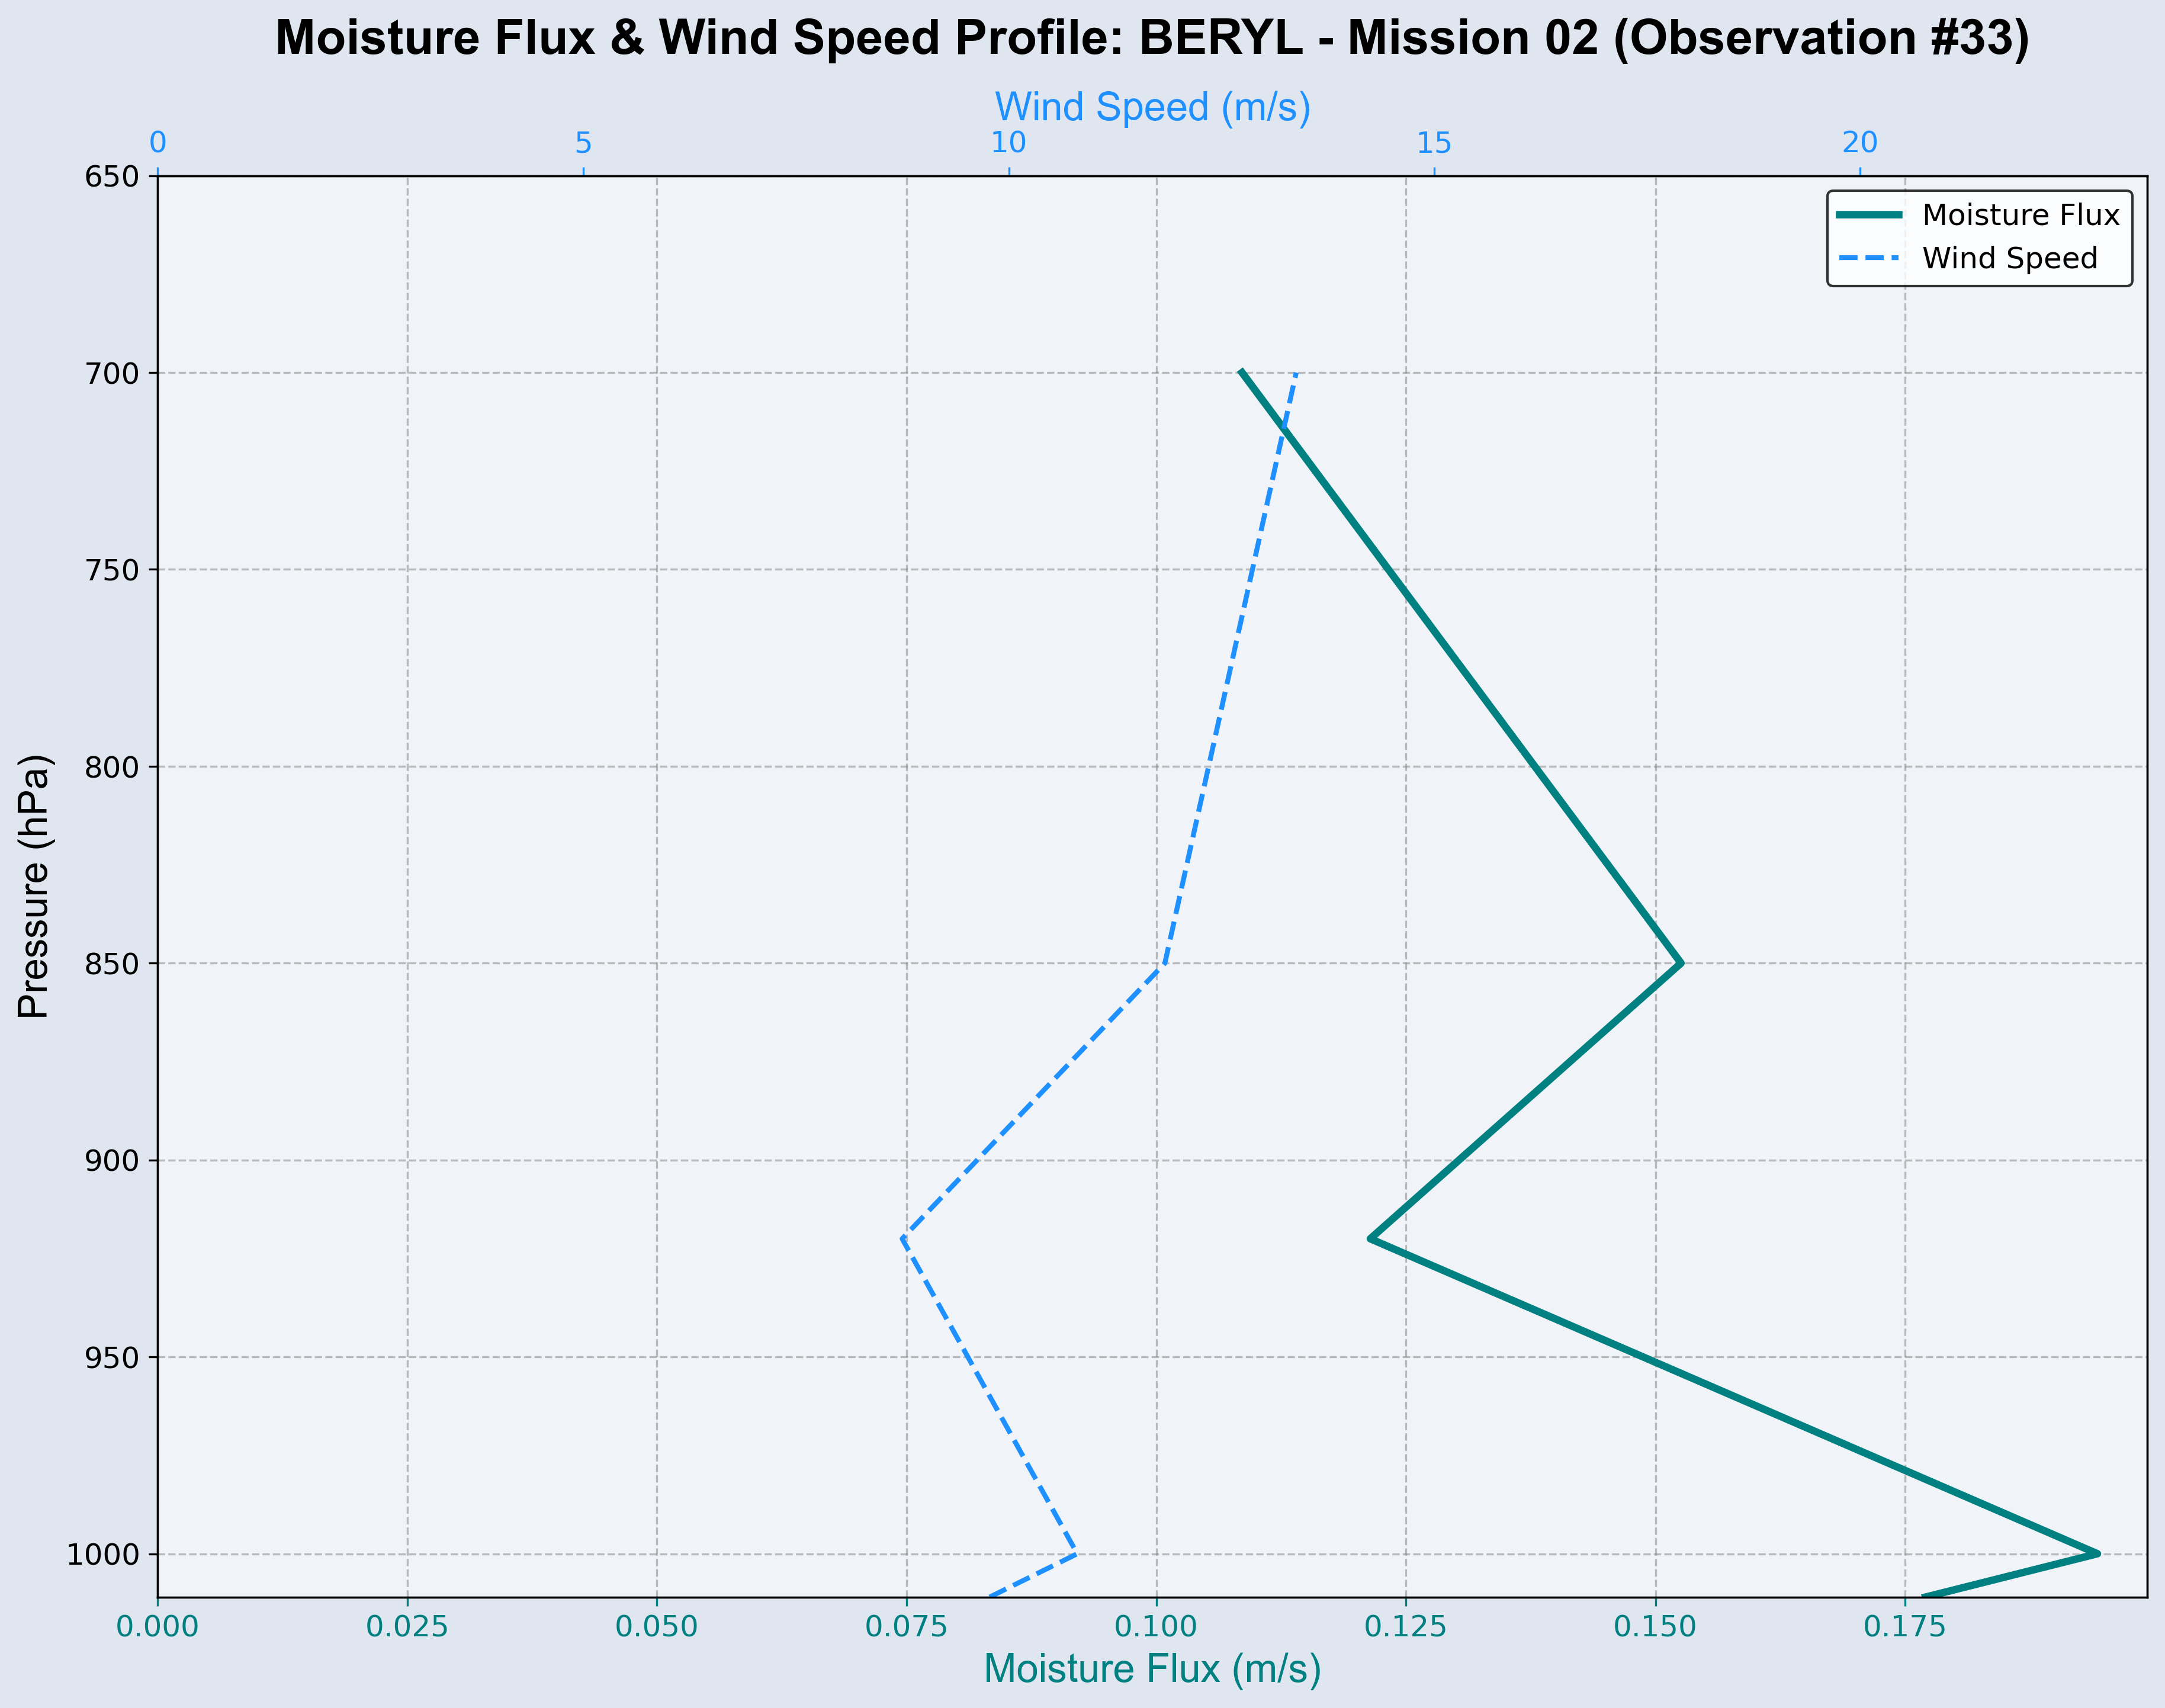 Moisture Flux & Wind Speed Profile: BERYL - Mission 02 (Observation #33)
Wind Speed (m/s)
0 5 10 15 20
Moisture Flux
Wind Speed
Pressure (hPa)
650
700
750
800
850
900
950
1000
0.000 0.025 0.050 0.075 0.100 0.125 0.150 0.175
Moisture Flux (m/s)